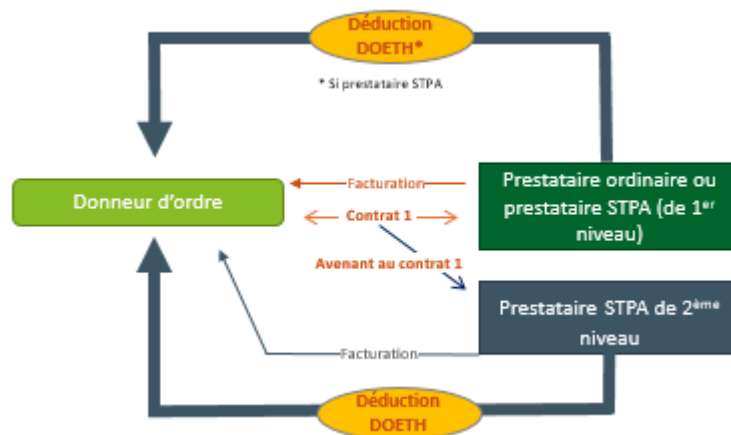 Déduction
DOETH*
* Si prestataire STPA
Donneur d'ordre
Facturation
Contrat 1
Avenant au contrat 1
Prestataire ordinaire ou
prestataire STPA (de 1er
niveau)
Prestataire STPA de 2ème
niveau
Facturation
Déduction
DOETH